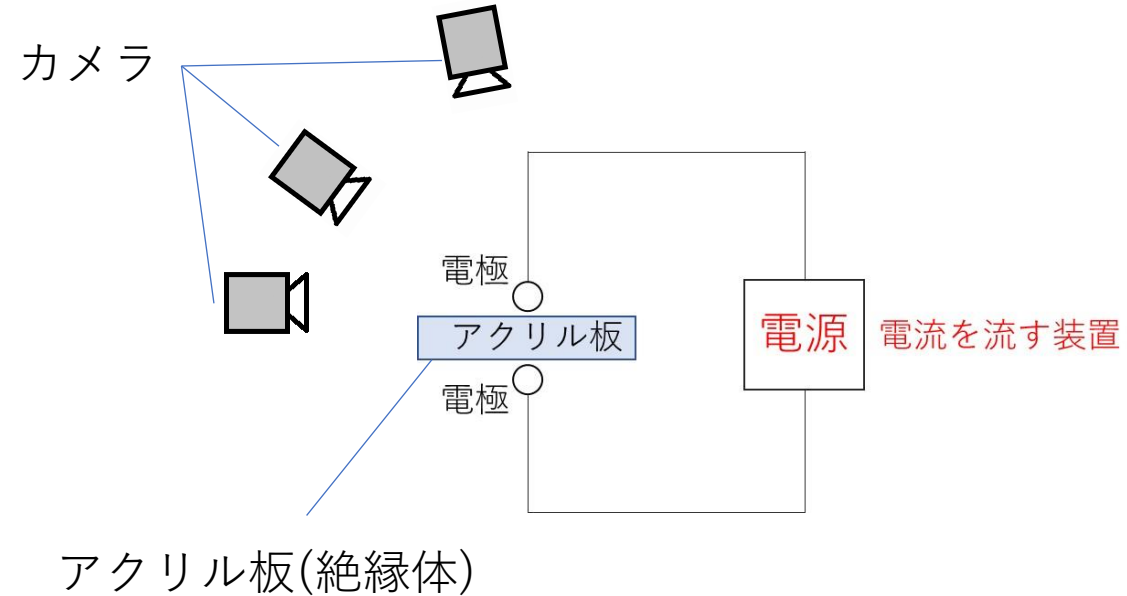 カメラ
電極
アクリル板
電源
電流を流す装置
電極
アクリル板(絶縁体)